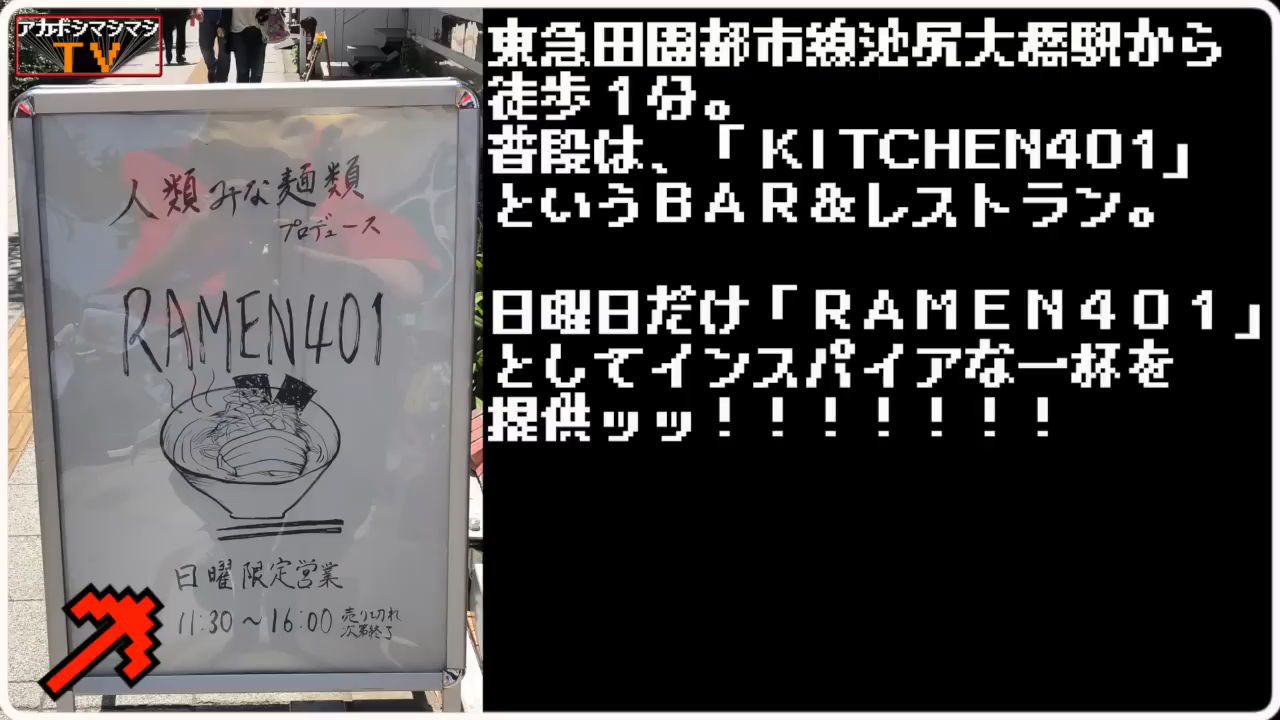 アカボシマシマシ
TV
人類みな麺類
プロデュース
RAMEN401
日曜限定営業
11:30～16:00 売り切れ
次第終了
東急田園都市線池尻大橋駅から
徒歩１分。
普段は、「KITCHEN401」
というＢＡＲ＆レストラン。
日曜日だけ「ＲＡＭＥＮ４０１」
としてインスパイアな一杯を
提供ッッ！！！！！！！